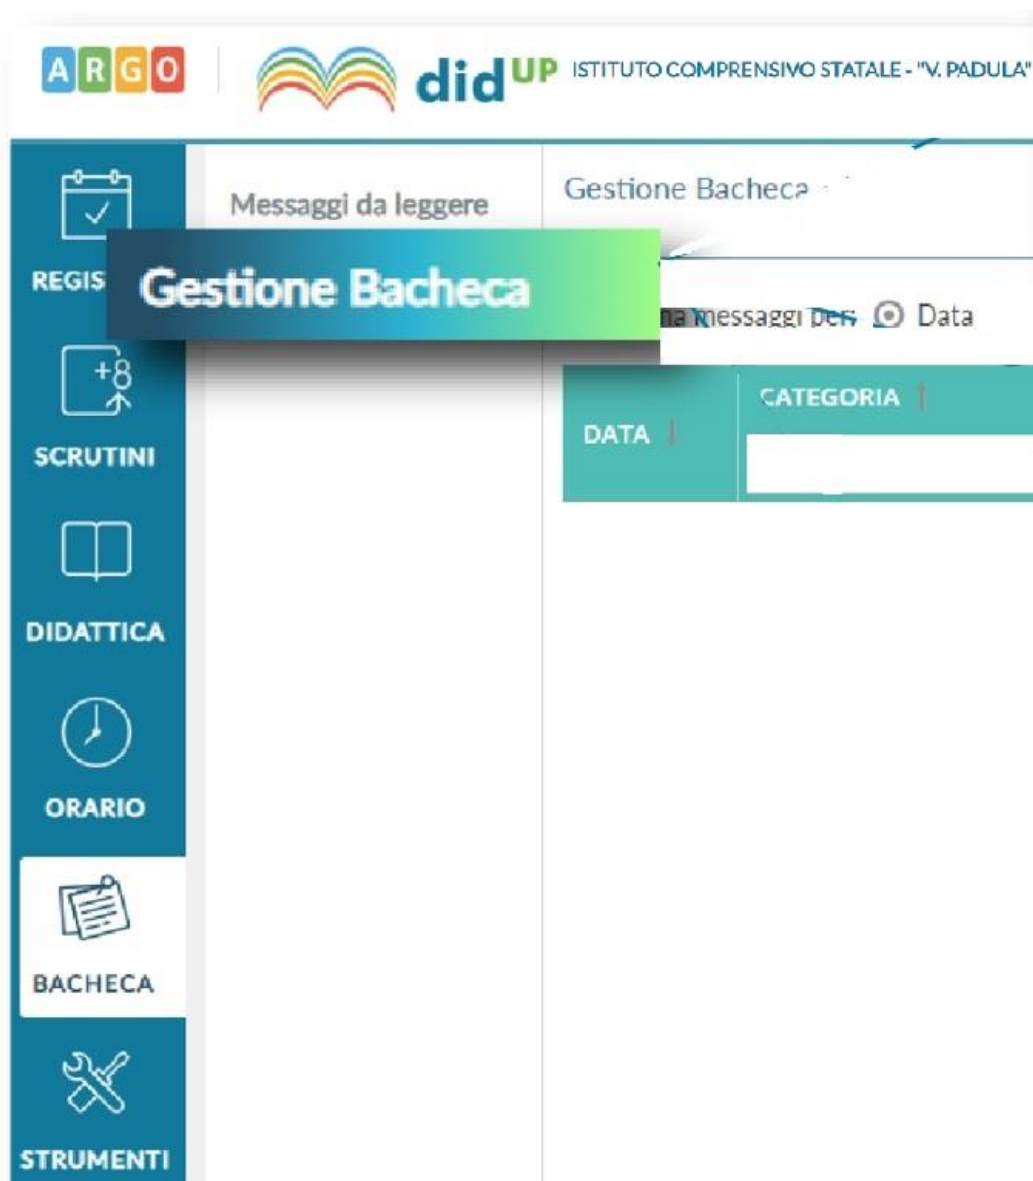 ARGO
didUP ISTITUTO COMPRENSIVO STATALE - "V. PADULA"
Messaggi da leggere
Gestione Bacheca
Gestione Bacheca
messaggi per: Data
DATA
CATEGORIA
+8
SCRUTINI
DIDATTICA
ORARIO
BACHECA
STRUMENTI